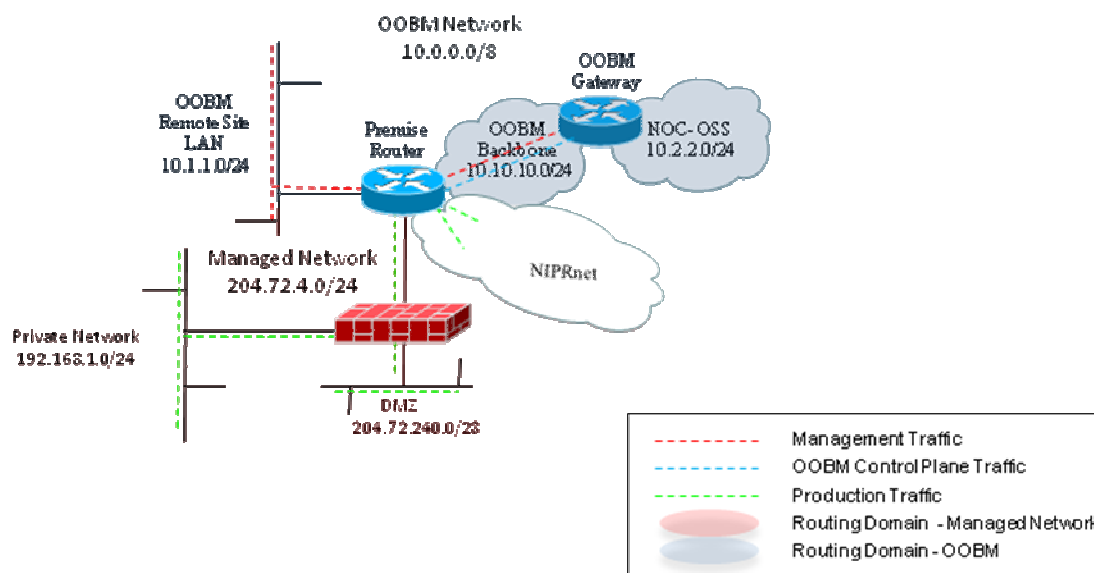 OOBM Network
10.0.0.0/8
OOBM
Gateway
OOBM
Remote Site
LAN
10.1.1.0/24
Premise
Router
OOBM
Backbone
10.10.10.0/24
NOC- OSS
10.2.2.0/24
Managed Network
204.72.4.0/24
NIPRnet
Private Network
192.168.1.0/24
DMZ
204.72.240.0/28
Management Traffic
OOBM Control Plane Traffic
Production Traffic
Routing Domain - Managed Network
Routing Domain - OOBM